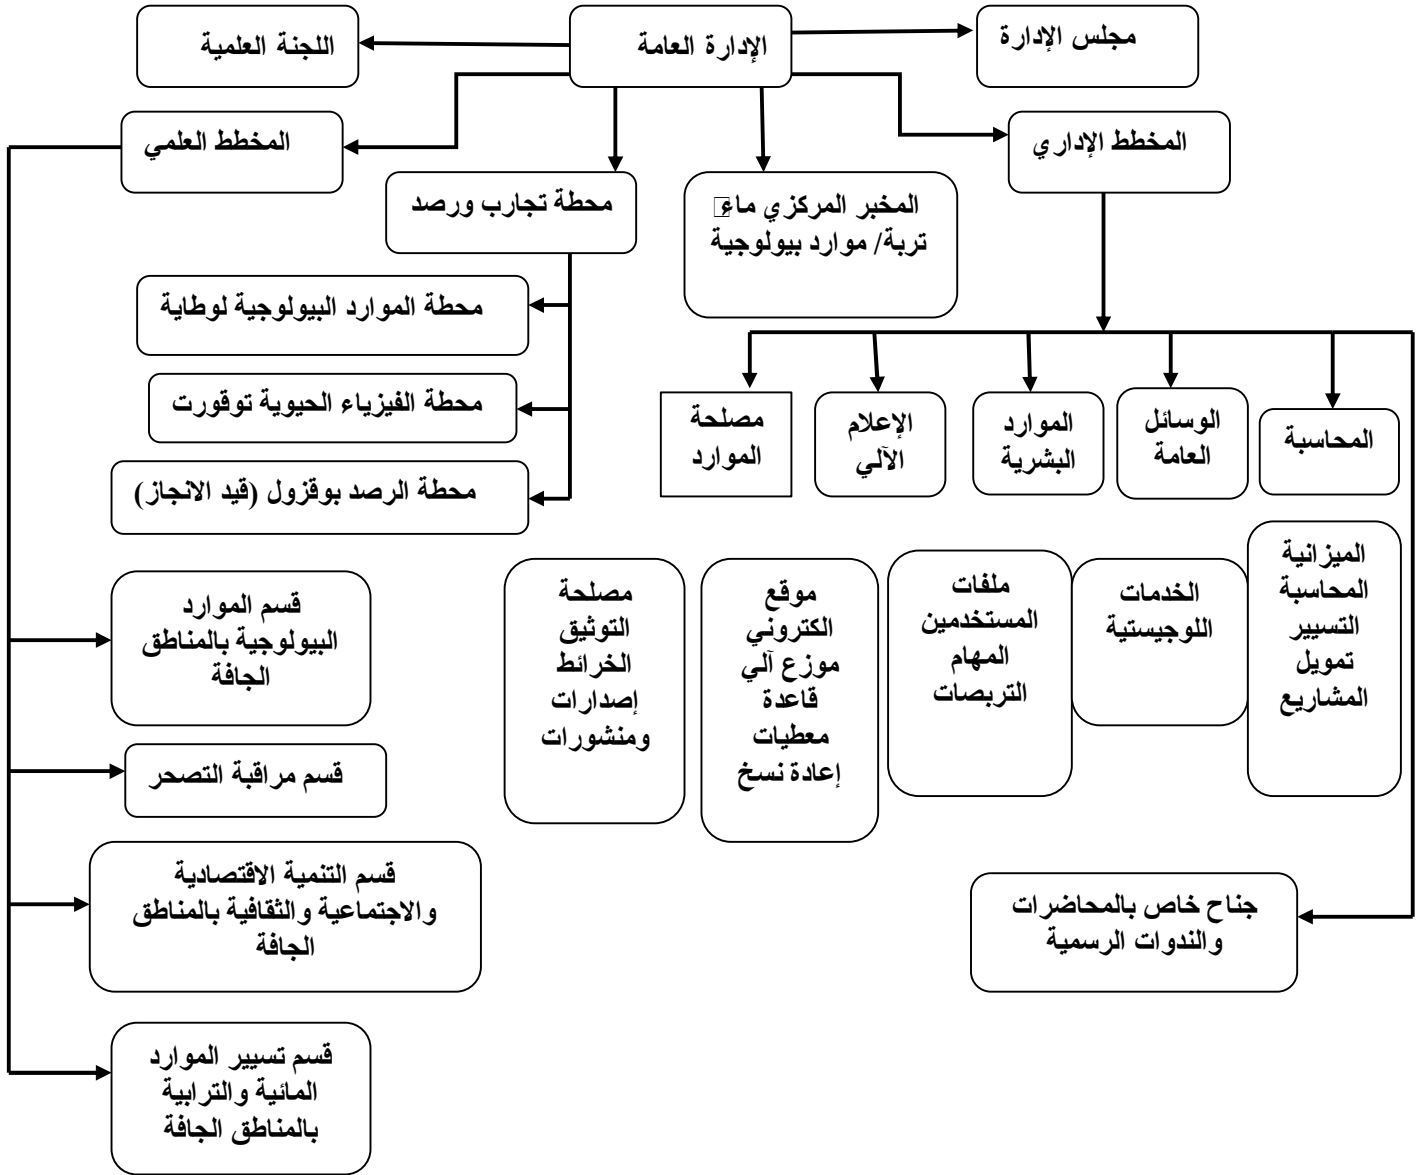 مجلس الإدارة
الإدارة العامة
اللجنة العلمية
المخطط الإداري
المخطط العلمي
المخبر المركزي ماء
تربة/ موارد بيولوجية
محطة تجارب ورصد
محطة الموارد البيولوجية لوطاية
محطة الفيزياء الحيوية توقورت
محطة الرصد بوقزول (قيد الانجاز)
المحاسبة
الوسائل
العامة
الموارد
البشرية
الإعلام
الآلي
مصلحة
الموارد
الميزانية
المحاسبة
التسيير
تمويل
المشاريع
الخدمات
اللوجيستية
ملفات
المستخدمين
المهام
التربصات
موقع
الكتروني
موزع آلي
قاعدة
معطيات
إعادة نسخ
مصلحة
التوثيق
الخرائط
إصدارات
ومنشورات
قسم الموارد
البيولوجية بالمناطق
الجافة
قسم مراقبة التصحر
قسم التنمية الاقتصادية
والاجتماعية والثقافية بالمناطق
الجافة
جناح خاص بالمحاضرات
والندوات الرسمية
قسم تسيير الموارد
المائية والترابية
بالمناطق الجافة